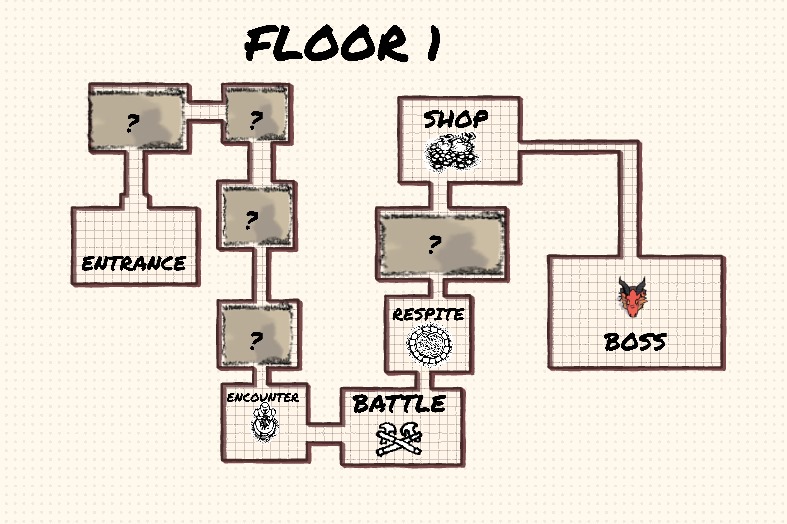 FLOOR 1
?
?
SHOP
?
?
ENTRANCE
RESPITE
?
BOSS
ENCOUNTER
BATTLE